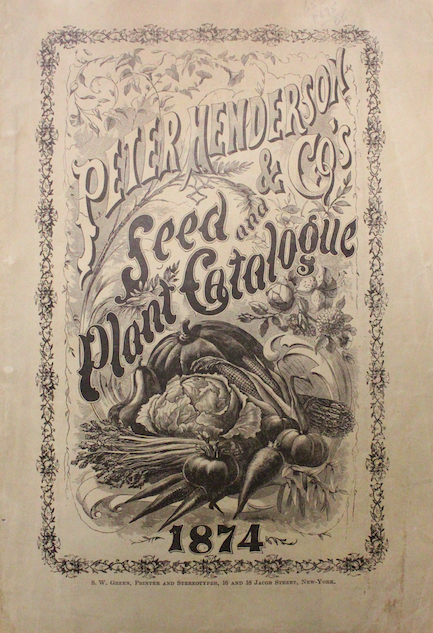 PETER HENDERSON
& CO'S
Seed and
Plant Catalogue
1874
S. W. GREEN, PRINTER AND STEREOTYPER, 16 AND 18 JACOB STREET, NEW-YORK.